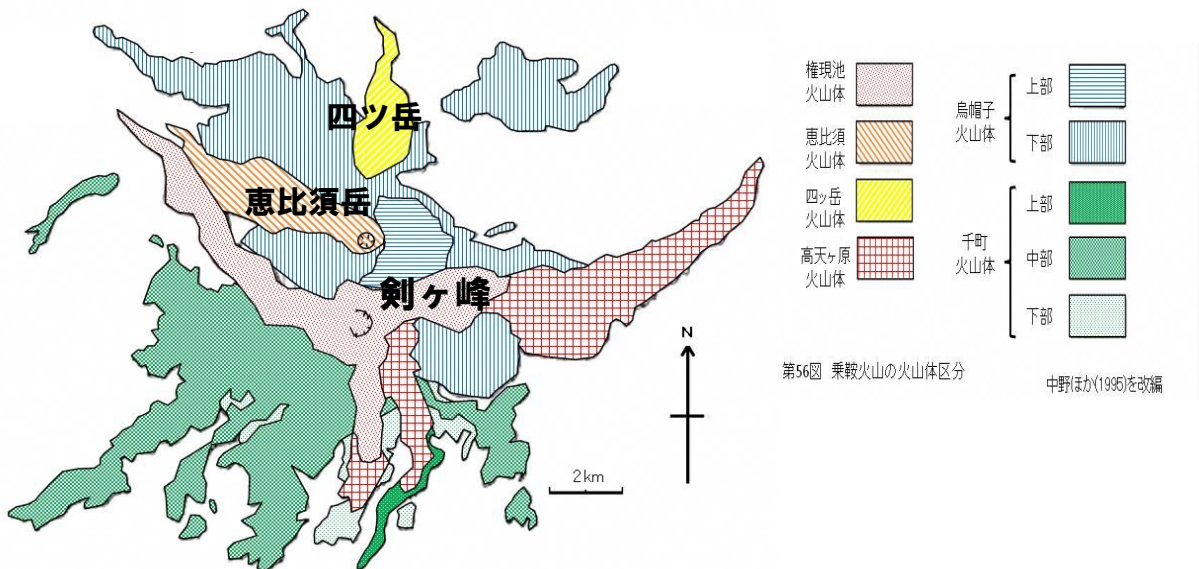 四ツ岳
恵比須岳
剣ヶ峰
N
2km
権現池
火山体
恵比須
火山体
四ッ岳
火山体
高天ヶ原
火山体
烏帽子
火山体
上部
下部
千町
火山体
上部
中部
下部
第56図 乗鞍火山の火山体区分
中野ほか(1995)を改編